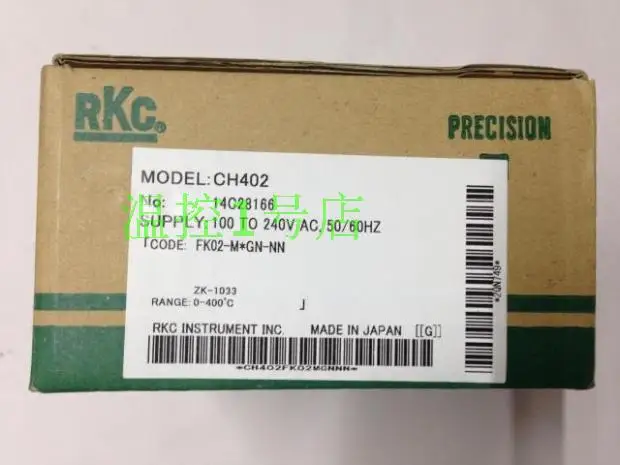 RKC®
PRECISION
MODEL:CH402
No: 14C28166
温控1号店
SUPPLY:100 TO 240V AC, 50/60HZ
CODE: FK02-M*GN-NN
ZK-1033
RANGE: 0-400℃
RKC INSTRUMENT INC. MADE IN JAPAN [[G]]
*CH402FK02MGNNN*
*2QN749*